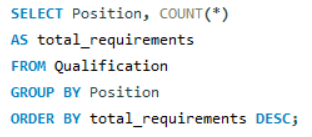 SELECT Position, COUNT(*)
AS total_requirements
FROM Qualification
GROUP BY Position
ORDER BY total_requirements DESC;